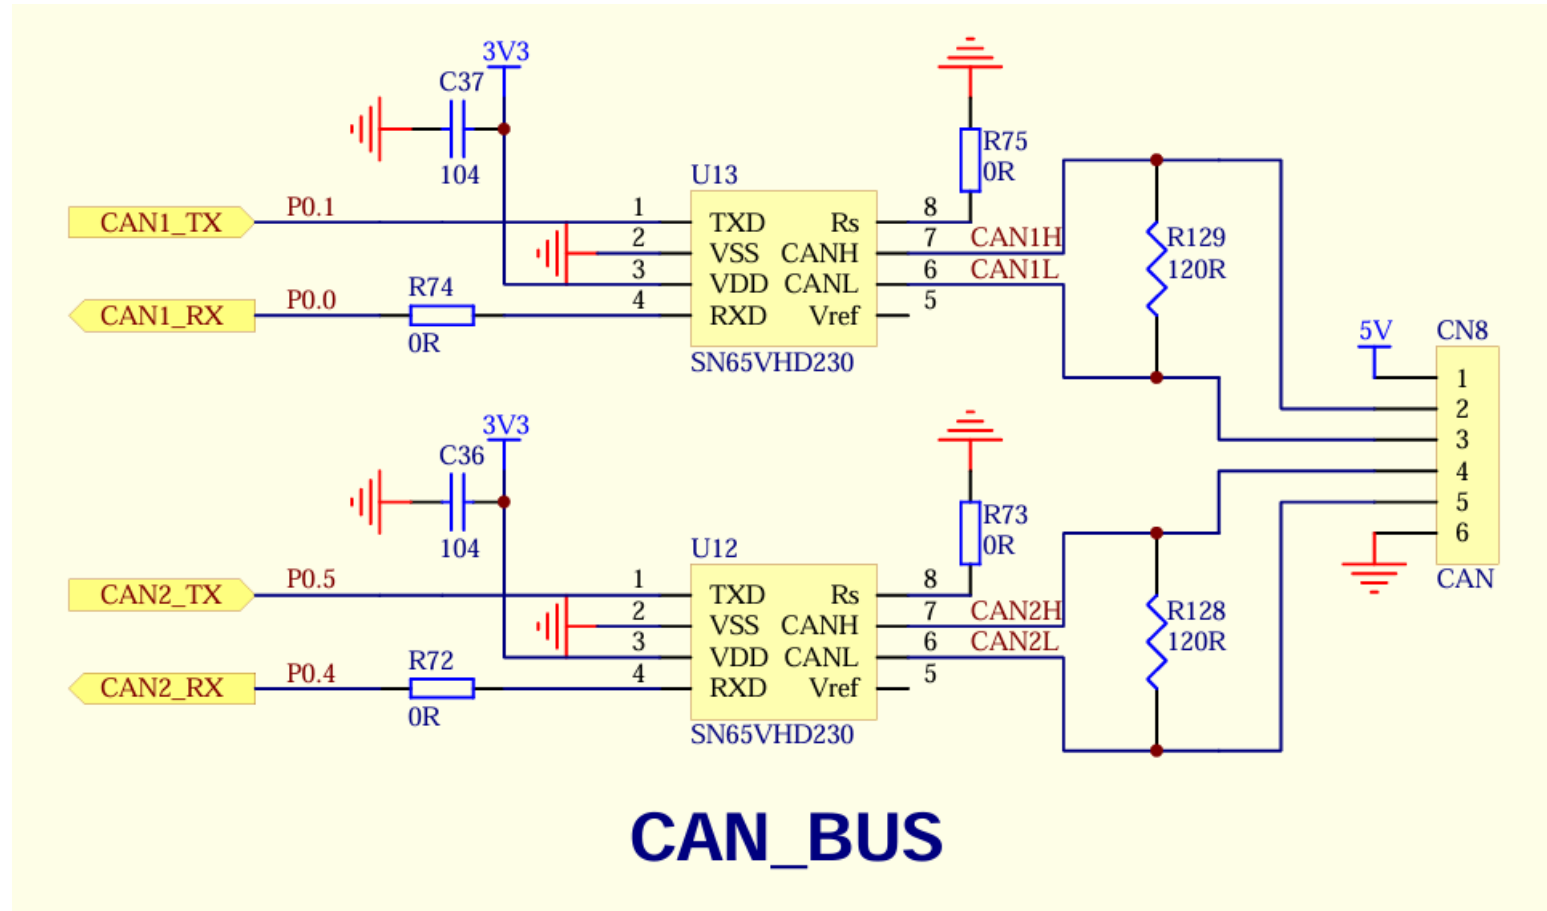 3V3
C37
104
CAN1_TX
P0.1
CAN1_RX
P0.0
R74
0R
U13
1 TXD Rs 8
2 VSS CANH 7
3 VDD CANL 6
4 RXD Vref 5
SN65VHD230
R75
0R
CAN1H
CAN1L
R129
120R
5V
CN8
1
2
3
4
5
6
CAN
3V3
C36
104
CAN2_TX
P0.5
CAN2_RX
P0.4
R72
0R
U12
1 TXD Rs 8
2 VSS CANH 7
3 VDD CANL 6
4 RXD Vref 5
SN65VHD230
R73
0R
CAN2H
CAN2L
R128
120R
CAN_BUS